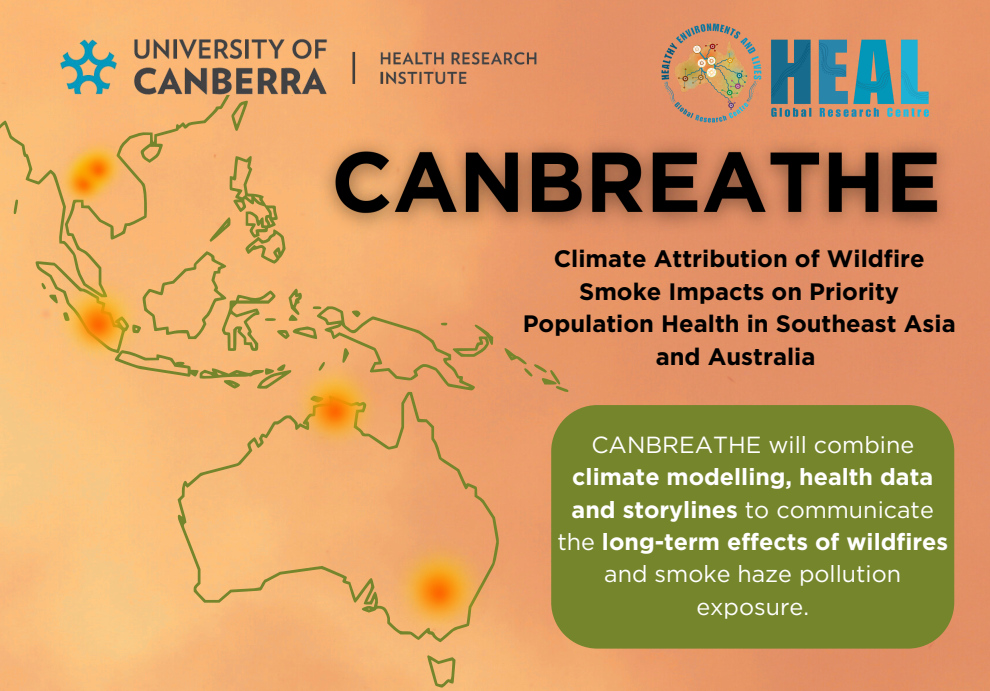 UNIVERSITY OF
CANBERRA
HEALTH RESEARCH
INSTITUTE
HEALTHY ENVIRONMENTS AND LIVES
Global Research Centre
HEAL
Global Research Centre
CANBREATHE
Climate Attribution of Wildfire
Smoke Impacts on Priority
Population Health in Southeast Asia
and Australia
CANBREATHE will combine
climate modelling, health data
and storylines to communicate
the long-term effects of wildfires
and smoke haze pollution
exposure.